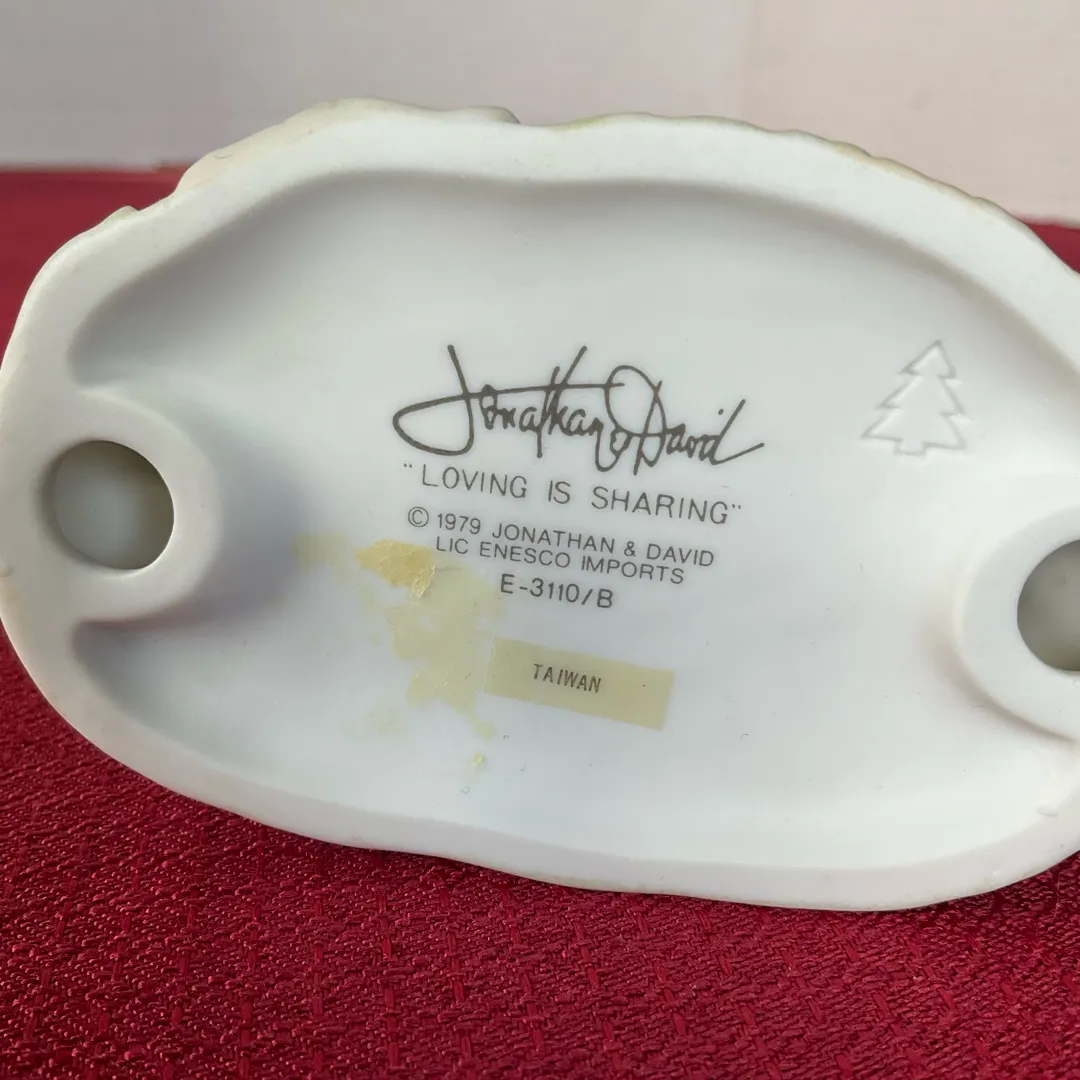 Jonathan & David
"LOVING IS SHARING"
© 1979 JONATHAN & DAVID
LIC ENESCO IMPORTS
E-3110/B
TAIWAN